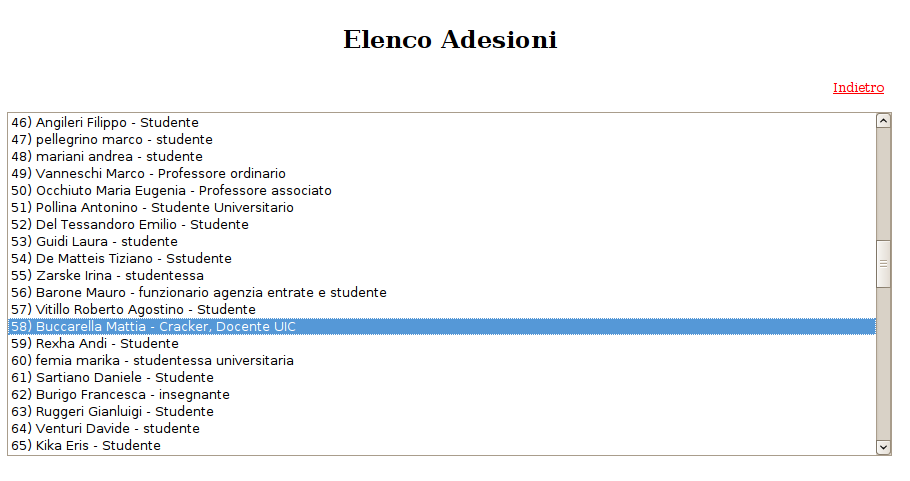 Elenco Adesioni
Indietro
46) Angileri Filippo - Studente
47) pellegrino marco - studente
48) mariani andrea - studente
49) Vanneschi Marco - Professore ordinario
50) Occhiuto Maria Eugenia - Professore associato
51) Pollina Antonino - Studente Universitario
52) Del Tessandoro Emilio - Studente
53) Guidi Laura - studente
54) De Matteis Tiziano - Sstudente
55) Zarske Irina - studentessa
56) Barone Mauro - funzionario agenzia entrate e studente
57) Vitillo Roberto Agostino - Studente
58) Buccarella Mattia - Cracker, Docente UIC
59) Rexha Andi - Studente
60) femia marika - studentessa universitaria
61) Sartiano Daniele - Studente
62) Burigo Francesca - insegnante
63) Ruggeri Gianluigi - Studente
64) Venturi Davide - studente
65) Kika Eris - Studente